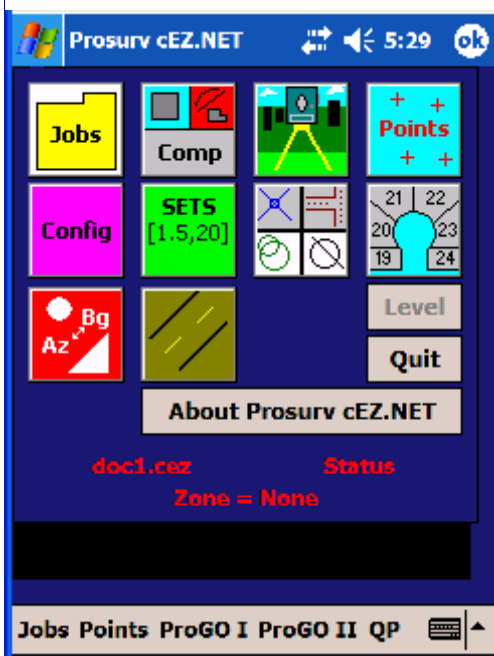 Prosurv cEZ.NET 5:29 ok
Jobs Comp Points
Config SETS
[1.5,20]
21 22
20 23
19 24
Bg
Az
Level
Quit
About Prosurv cEZ.NET
doc1.cez Status
Zone = None
Jobs Points ProGO I ProGO II QP